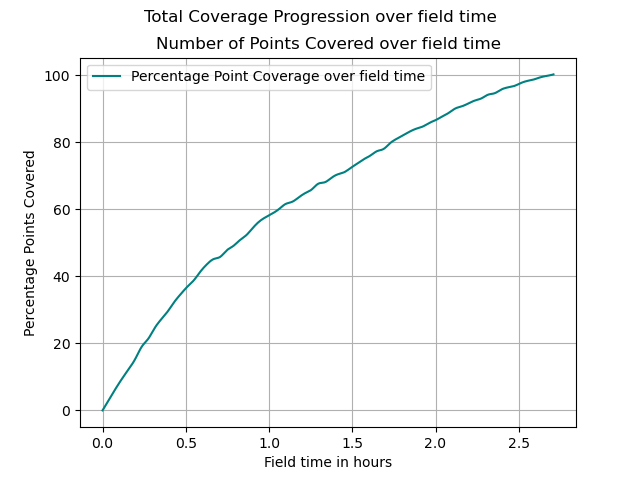 Total Coverage Progression over field time
Number of Points Covered over field time
Percentage Point Coverage over field time
Percentage Points Covered
100
80
60
40
20
0
0.0 0.5 1.0 1.5 2.0 2.5
Field time in hours